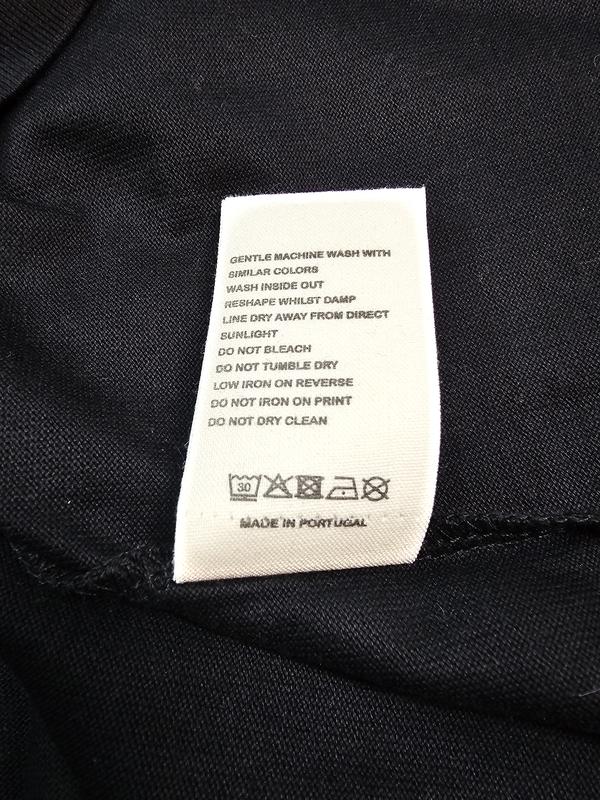 GENTLE MACHINE WASH WITH
SIMILAR COLORS
WASH INSIDE OUT
RESHAPE WHILST DAMP
LINE DRY AWAY FROM DIRECT
SUNLIGHT
DO NOT BLEACH
DO NOT TUMBLE DRY
LOW IRON ON REVERSE
DO NOT IRON ON PRINT
DO NOT DRY CLEAN
30
MADE IN PORTUGAL